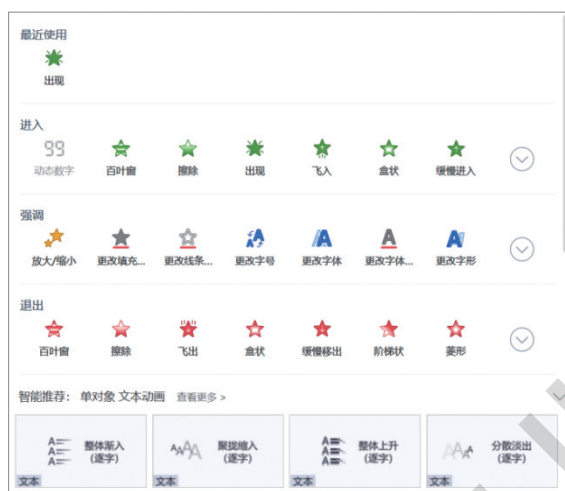 最近使用
出现
进入
99
动态数字 百叶窗 擦除 出现 飞入 盒状 缓慢进入
强调
放大/缩小 更改填充... 更改线条... 更改字号 更改字体 更改字体... 更改字形
退出
百叶窗 擦除 飞出 盒状 缓慢移出 阶梯状 菱形
智能推荐： 单对象 文本动画 查看更多 >
整体渐入 聚拢缩入 整体上升 分散淡出
（逐字） （逐字） （逐字） （逐字）
文本 文本 文本 文本